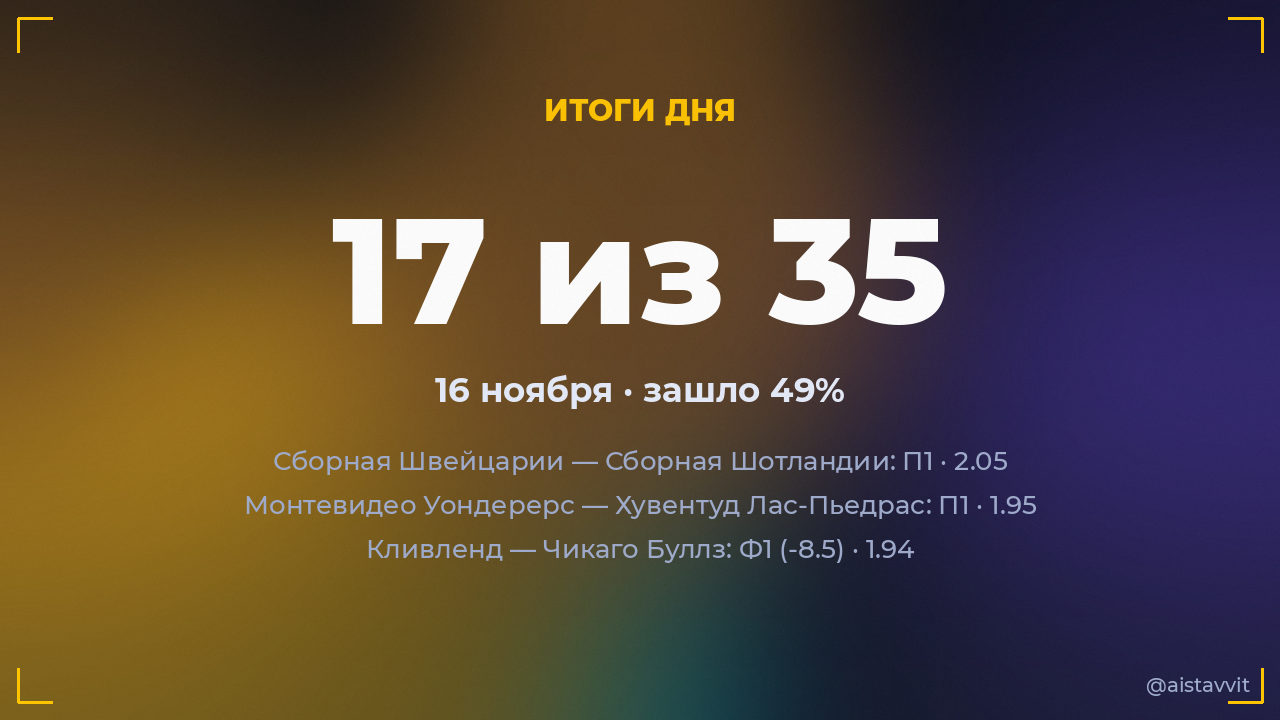 ИТОГИ ДНЯ
17 из 35
16 ноября · зашло 49%
Сборная Швейцарии — Сборная Шотландии: П1 · 2.05
Монтевидео Уондерерс — Хувентуд Лас-Пьедрас: П1 · 1.95
Кливленд — Чикаго Буллз: Ф1 (-8.5) · 1.94
@aistavvit